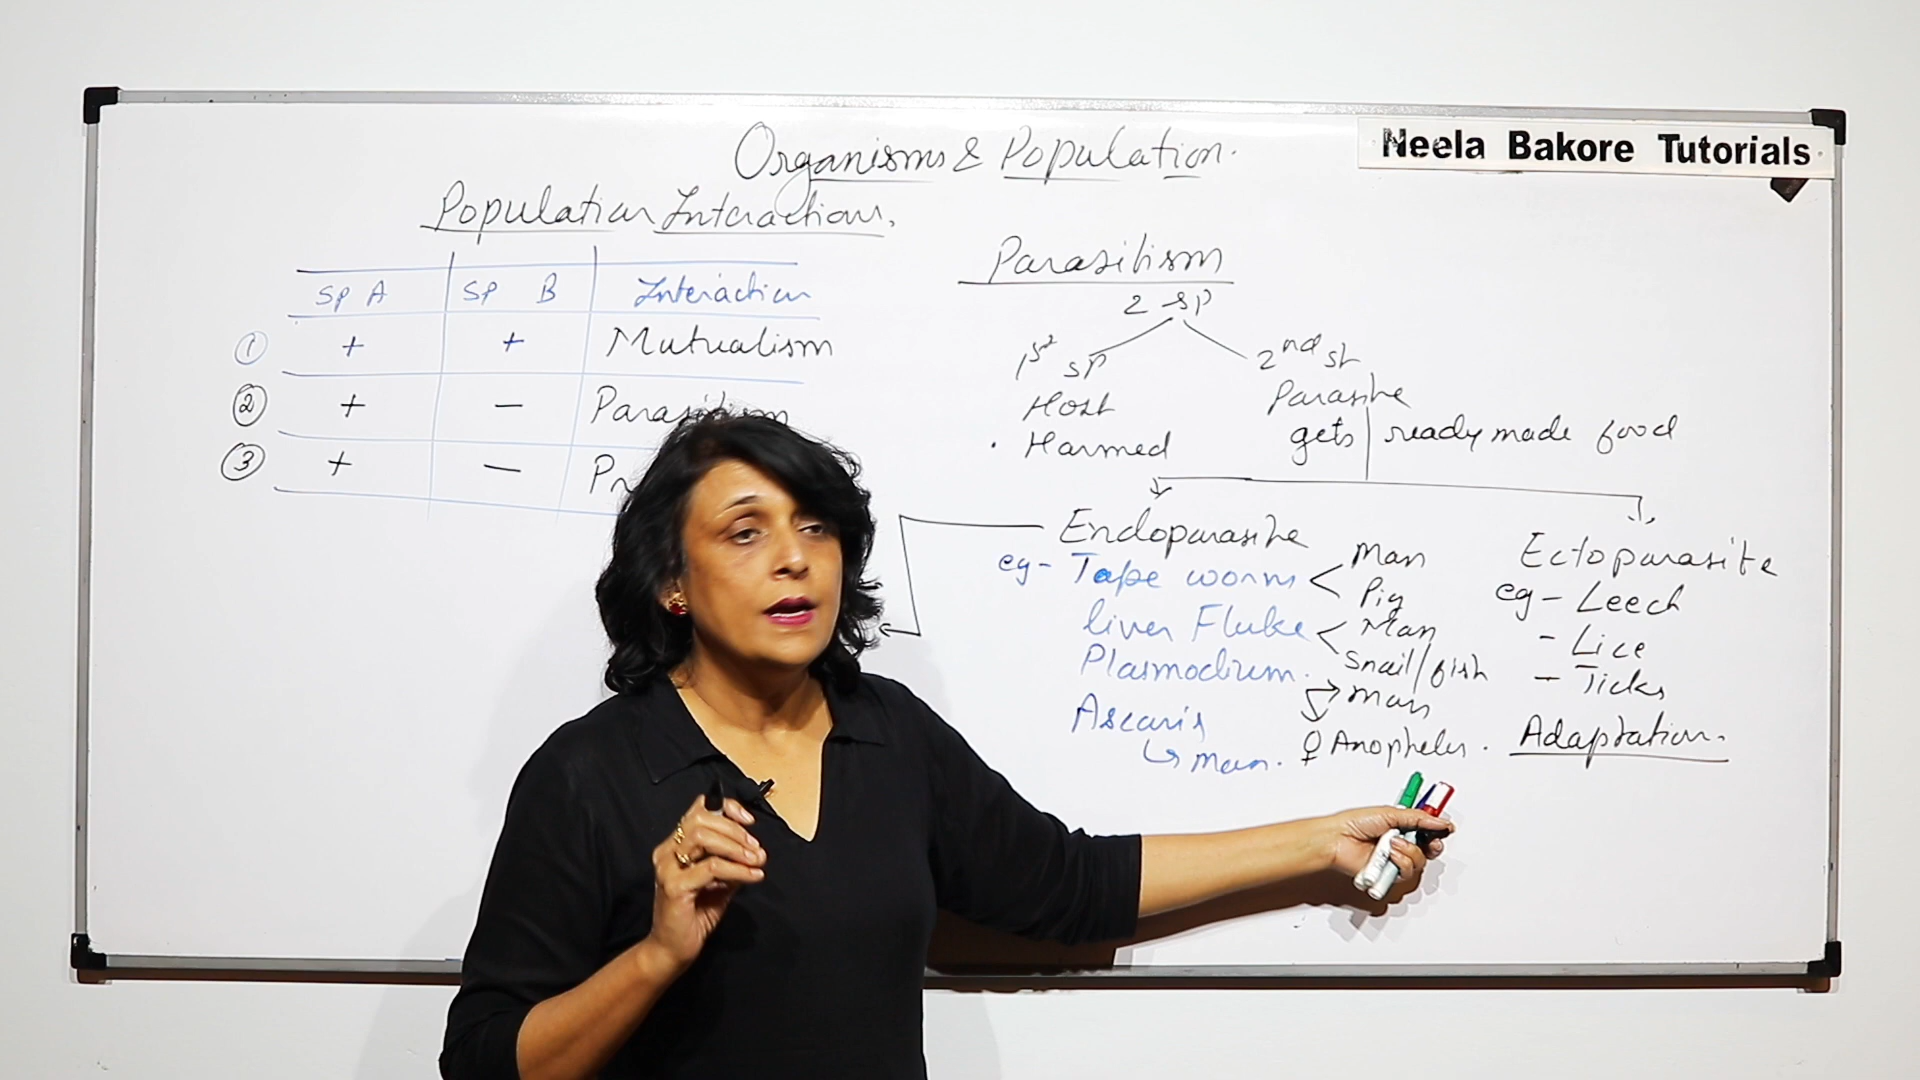 Organisms & Population.
Neela Bakore Tutorials
Population Interactions.
Sp A Sp B Interaction
① + + Mutualism
② + - Parasitism
③ + -
Parasitism
2 sp
1st sp
Host
Harmed
2nd
Parasite
gets ready made food
Endoparasite
eg- Tape worm < Man
Pig
liver Fluke < Man
Snail/fish
Plasmodium. Man
♀ Anopheles.
Ascaris
↳ Man.
Ectoparasite
eg - Leech
- Lice
- Ticks
Adaptation.